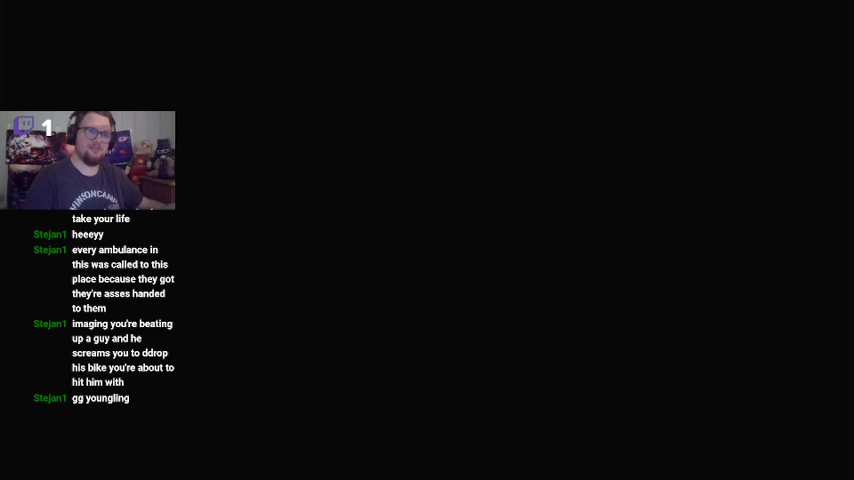 1
VINSONCAMP
take your life
Stejan1 heeeyy
Stejan1 every ambulance in
this was called to this
place because they got
they're asses handed
to them
Stejan1 imaging you're beating
up a guy and he
screams you to ddrop
his bike you're about to
hit him with
Stejan1 gg youngling